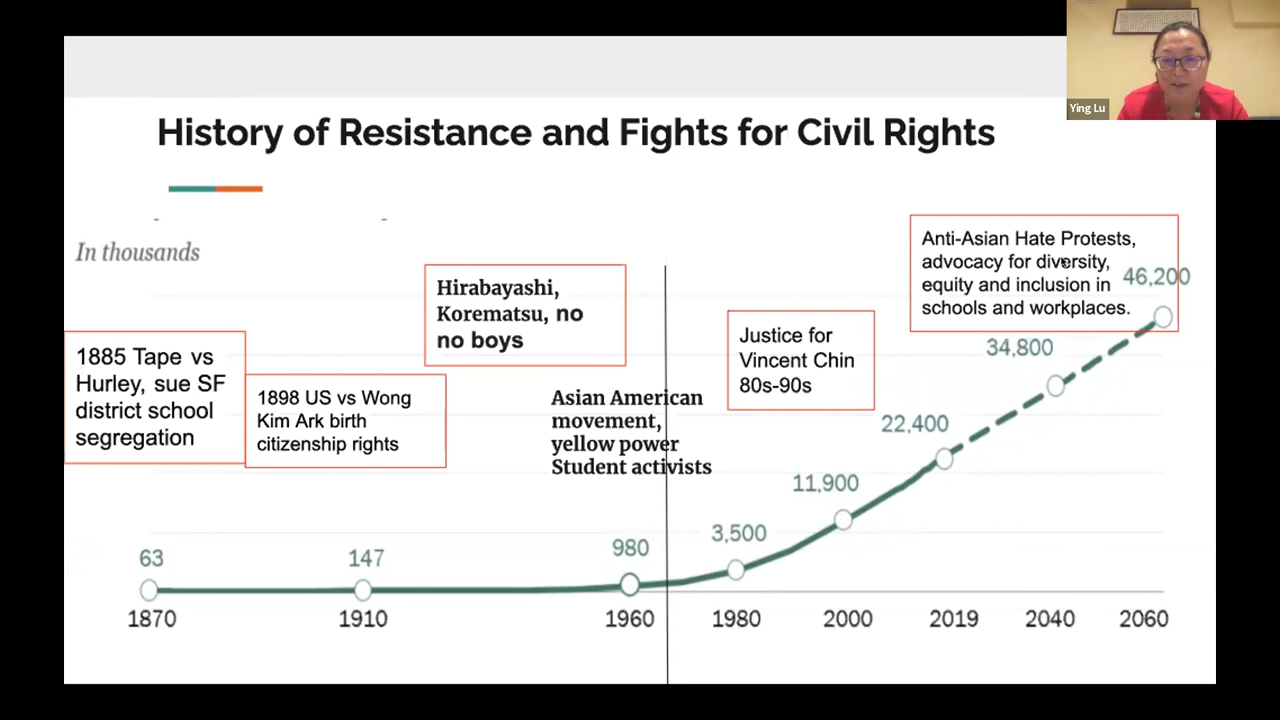 Ying Lu
History of Resistance and Fights for Civil Rights
In thousands
Anti-Asian Hate Protests,
advocacy for diversity,
equity and inclusion in
schools and workplaces.
Hirabayashi,
Korematsu, no
no boys
Justice for
Vincent Chin
80s-90s
1885 Tape vs
Hurley, sue SF
district school
segregation
1898 US vs Wong
Kim Ark birth
citizenship rights
Asian American
movement,
yellow power
Student activists
63
147
980
3,500
11,900
22,400
34,800
46,200
1870 1910 1960 1980 2000 2019 2040 2060